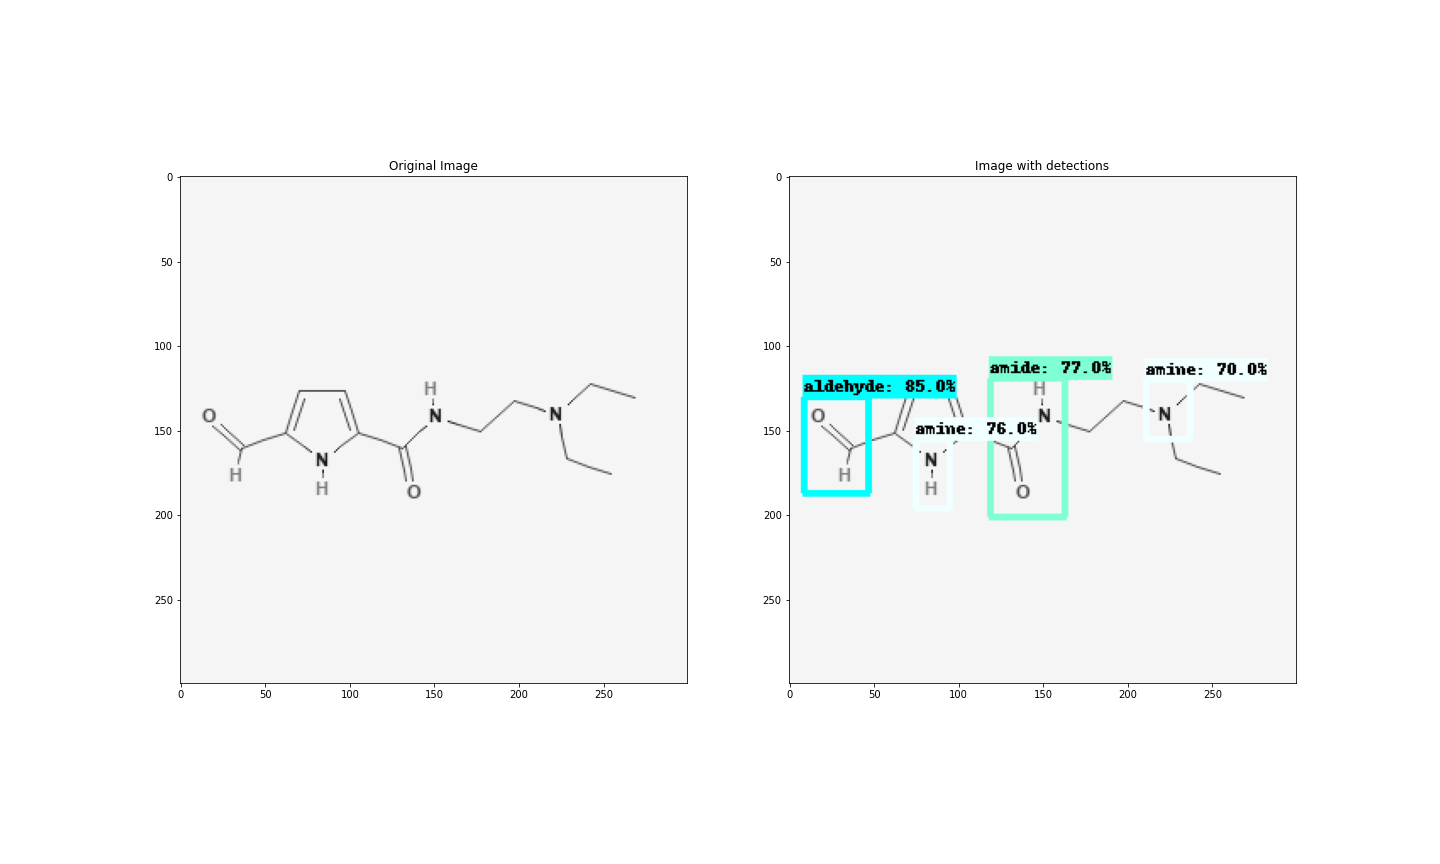 Original Image
0
50
100
150
200
250
0 50 100 150 200 250
O
H
N
H
H
N
O
N
Image with detections
0
50
100
150
200
250
0 50 100 150 200 250
aldehyde: 85.0%
amine: 76.0%
amide: 77.0%
amine: 70.0%
O
H
N
H
H
N
O
N